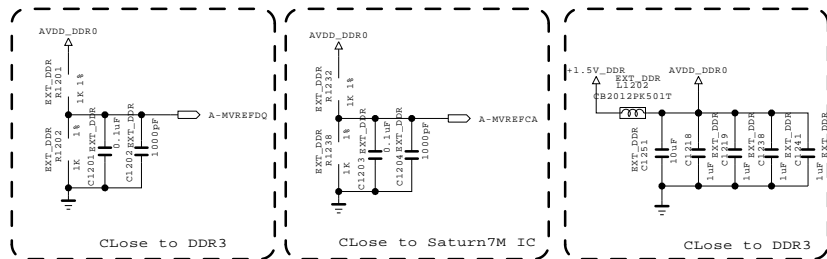 AVDD_DDR0
EXT_DDR
R1201
1K 1%
EXT_DDR
R1202
1K
1%
C1201
EXT_DDR
0.1uF
C1202
EXT_DDR
1000pF
A-MVREFDQ
CLose to DDR3
AVDD_DDR0
EXT_DDR
R1232
1K 1%
EXT_DDR
R1238
1K
1%
C1203
EXT_DDR
0.1uF
C1204
EXT_DDR
1000pF
A-MVREFCA
CLose to Saturn7M IC
+1.5V_DDR
EXT_DDR
L1202
CB2012PK501T
AVDD_DDR0
EXT_DDR
C1251
10uF
EXT_DDR
C1218
1uF
EXT_DDR
C1219
1uF
EXT_DDR
C1238
1uF
EXT_DDR
C1241
1uF
EXT_DDR
CLose to DDR3